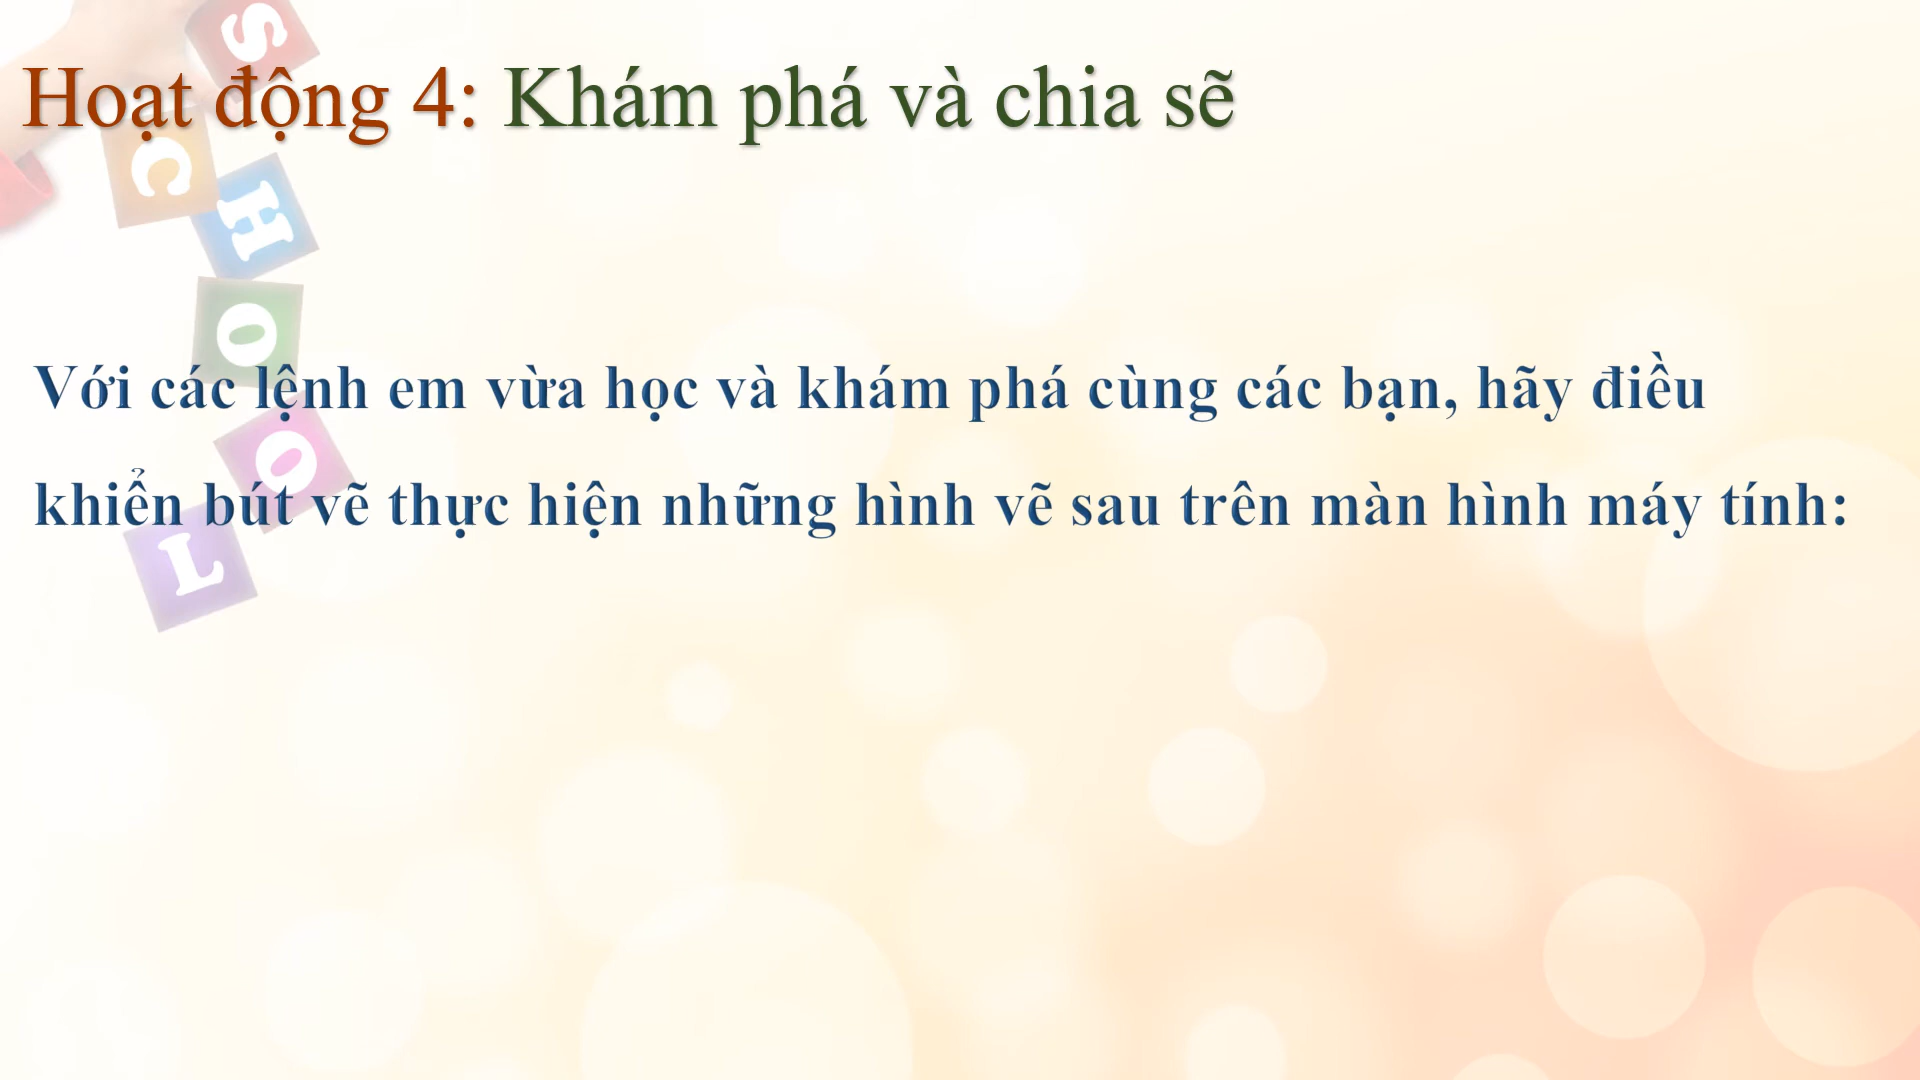 Hoạt động 4: Khám phá và chia sẽ
Với các lệnh em vừa học và khám phá cùng các bạn, hãy điều
khiển bút vẽ thực hiện những hình vẽ sau trên màn hình máy tính:
S
C
H
O
O
L